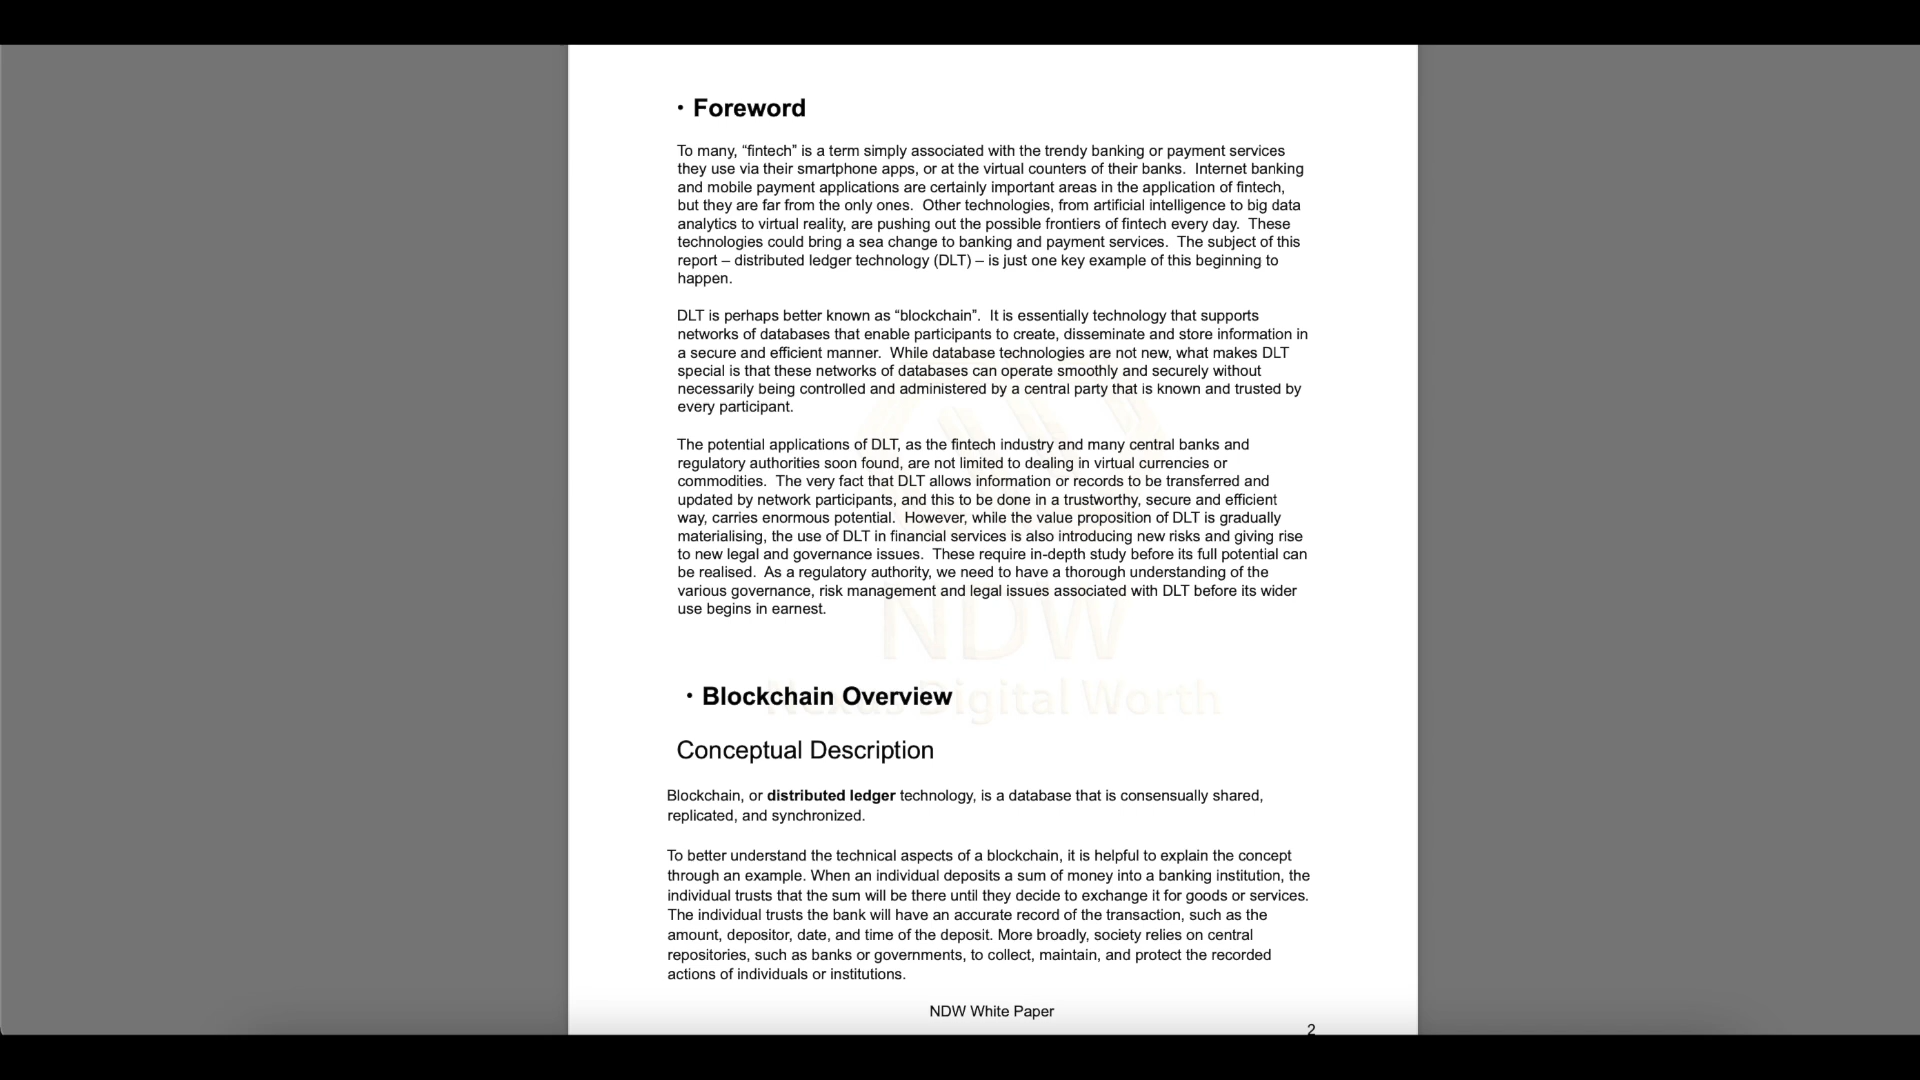 · Foreword
To many, “fintech” is a term simply associated with the trendy banking or payment services
they use via their smartphone apps, or at the virtual counters of their banks.  Internet banking
and mobile payment applications are certainly important areas in the application of fintech,
but they are far from the only ones.  Other technologies, from artificial intelligence to big data
analytics to virtual reality, are pushing out the possible frontiers of fintech every day.  These
technologies could bring a sea change to banking and payment services.  The subject of this
report – distributed ledger technology (DLT) – is just one key example of this beginning to
happen.
DLT is perhaps better known as “blockchain”.  It is essentially technology that supports
networks of databases that enable participants to create, disseminate and store information in
a secure and efficient manner.  While database technologies are not new, what makes DLT
special is that these networks of databases can operate smoothly and securely without
necessarily being controlled and administered by a central party that is known and trusted by
every participant.
The potential applications of DLT, as the fintech industry and many central banks and
regulatory authorities soon found, are not limited to dealing in virtual currencies or
commodities.  The very fact that DLT allows information or records to be transferred and
updated by network participants, and this to be done in a trustworthy, secure and efficient
way, carries enormous potential.  However, while the value proposition of DLT is gradually
materialising, the use of DLT in financial services is also introducing new risks and giving rise
to new legal and governance issues.  These require in-depth study before its full potential can
be realised.  As a regulatory authority, we need to have a thorough understanding of the
various governance, risk management and legal issues associated with DLT before its wider
use begins in earnest.
NDW
Nexus Digital Worth
· Blockchain Overview
Conceptual Description
Blockchain, or distributed ledger technology, is a database that is consensually shared,
replicated, and synchronized.
To better understand the technical aspects of a blockchain, it is helpful to explain the concept
through an example. When an individual deposits a sum of money into a banking institution, the
individual trusts that the sum will be there until they decide to exchange it for goods or services.
The individual trusts the bank will have an accurate record of the transaction, such as the
amount, depositor, date, and time of the deposit. More broadly, society relies on central
repositories, such as banks or governments, to collect, maintain, and protect the recorded
actions of individuals or institutions.
NDW White Paper
2